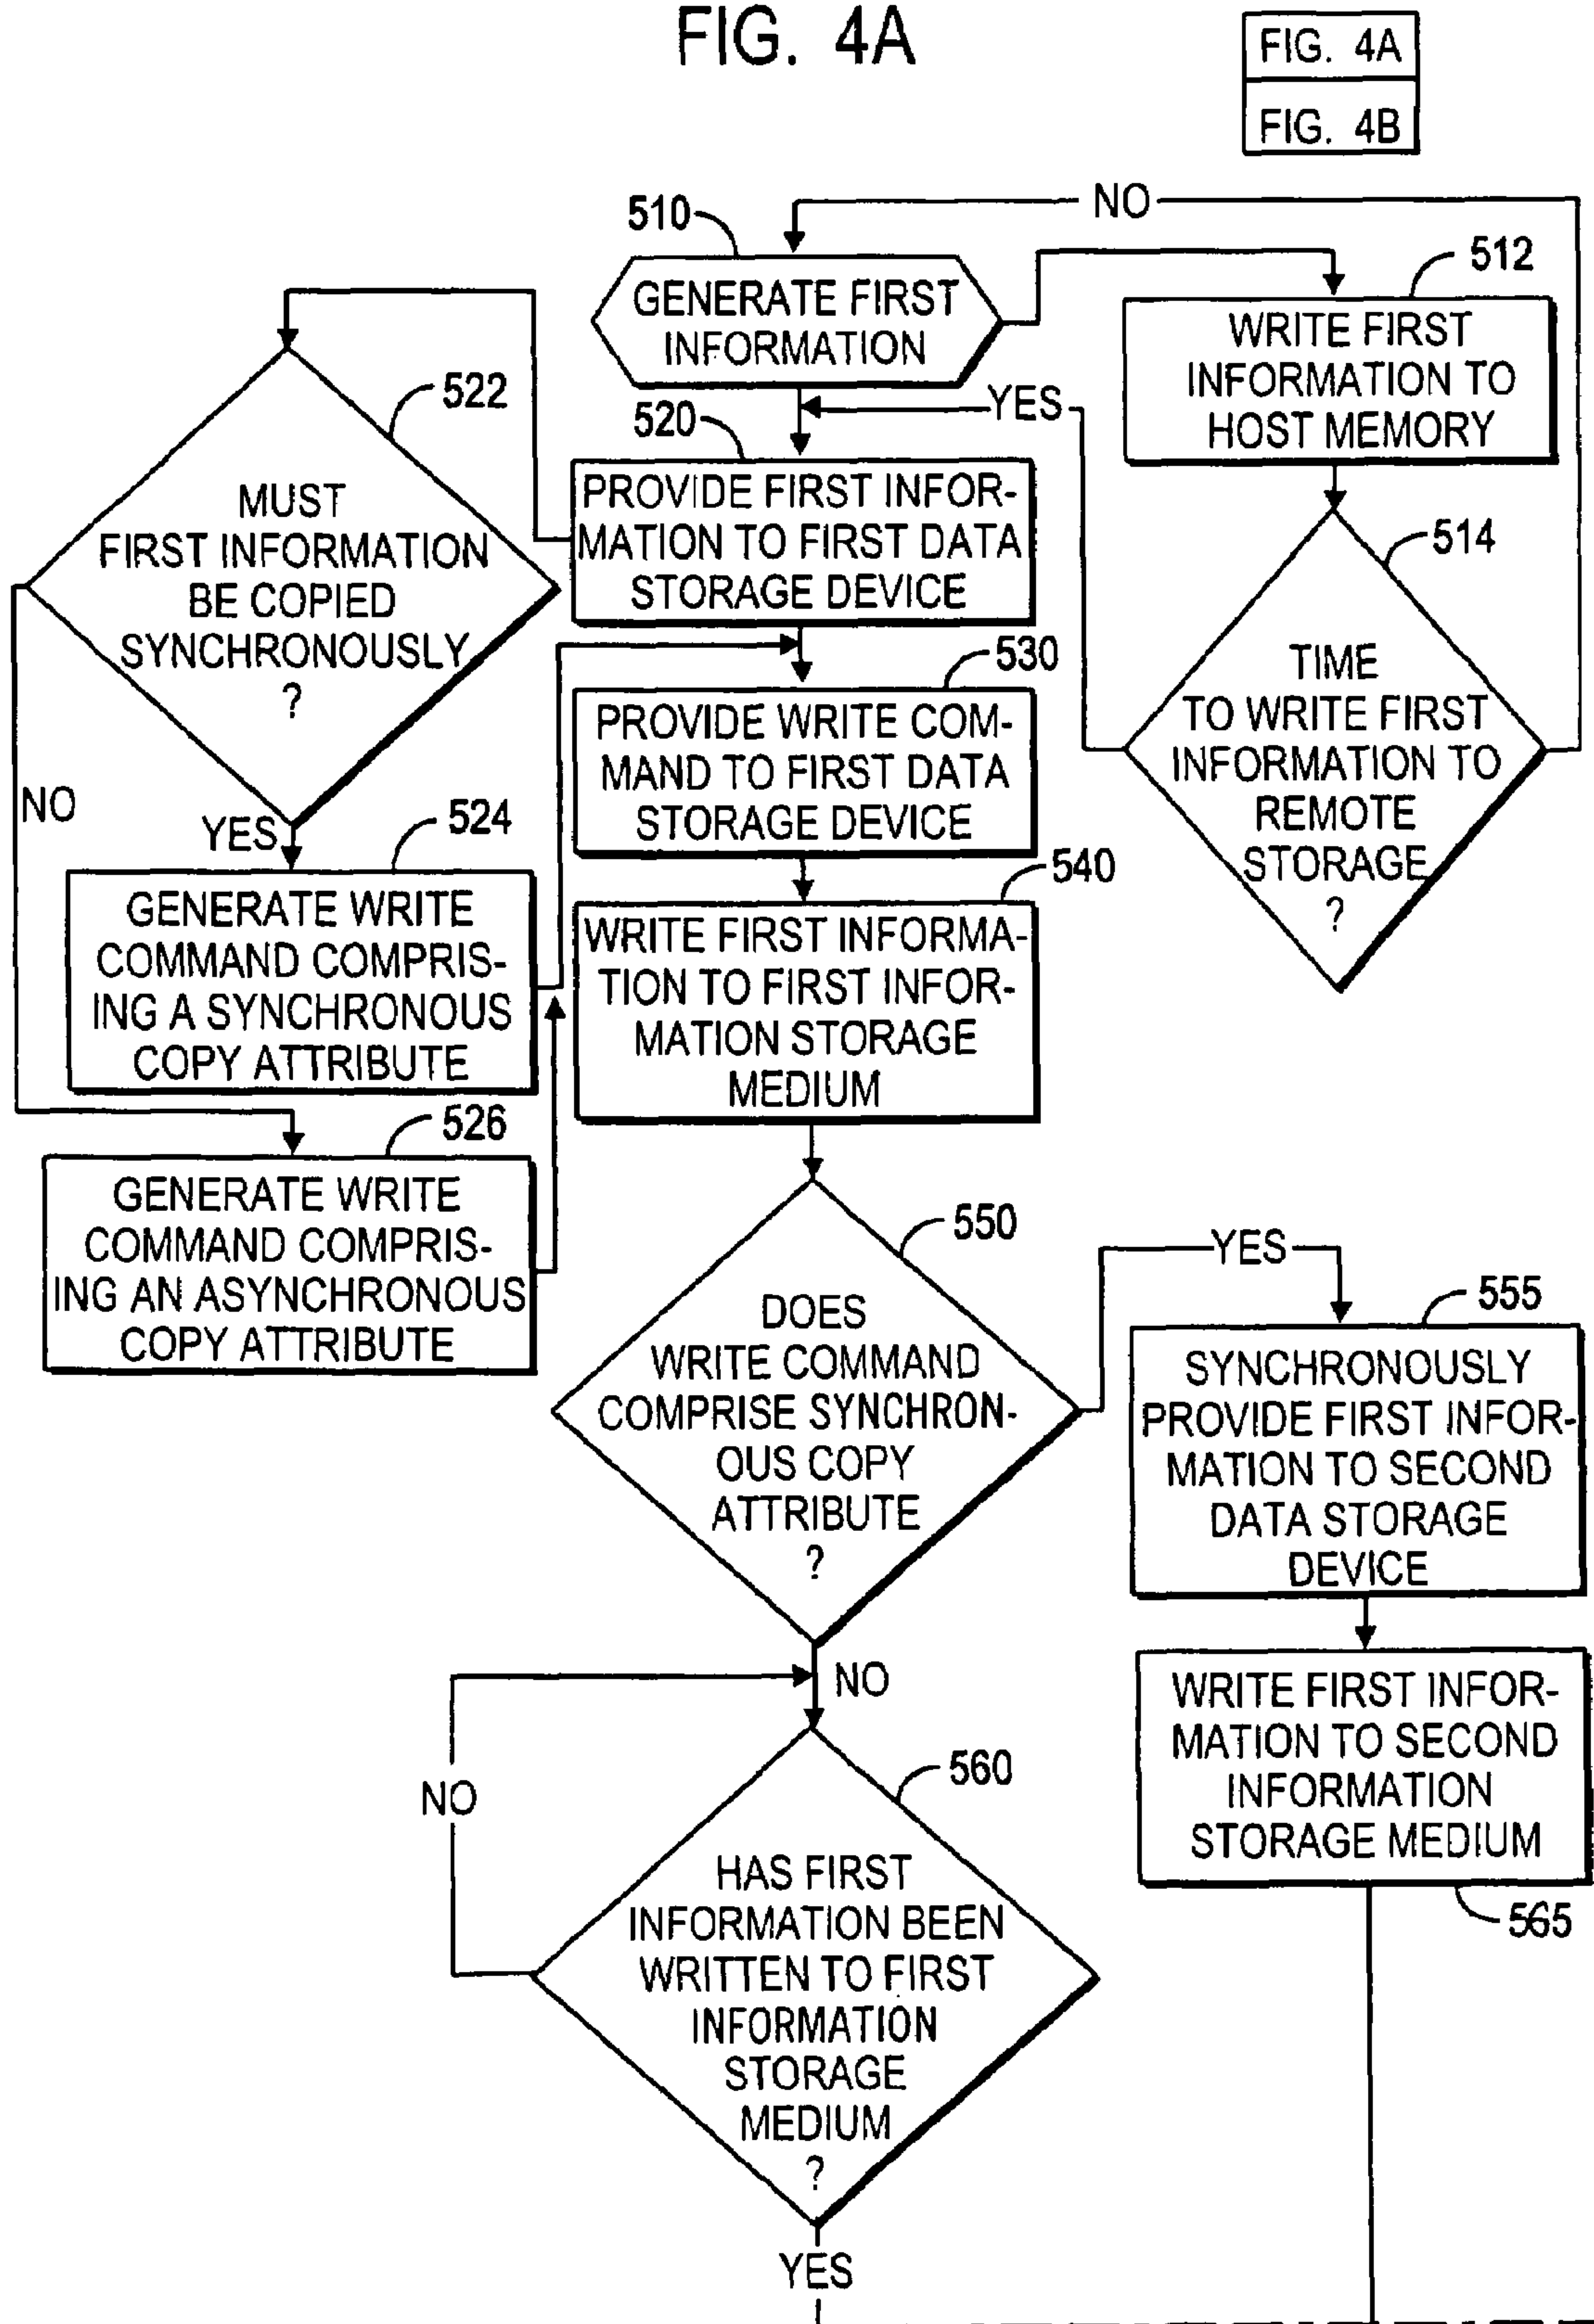 FIG. 4A
FIG. 4A
FIG. 4B
NO
510
GENERATE FIRST
INFORMATION
512
WRITE FIRST
INFORMATION TO
HOST MEMORY
YES
514
TIME
TO WRITE FIRST
INFORMATION TO
REMOTE
STORAGE
?
520
PROVIDE FIRST INFOR-
MATION TO FIRST DATA
STORAGE DEVICE
522
MUST
FIRST INFORMATION
BE COPIED
SYNCHRONOUSLY
?
NO
YES
524
GENERATE WRITE
COMMAND COMPRIS-
ING A SYNCHRONOUS
COPY ATTRIBUTE
526
GENERATE WRITE
COMMAND COMPRIS-
ING AN ASYNCHRONOUS
COPY ATTRIBUTE
530
PROVIDE WRITE COM-
MAND TO FIRST DATA
STORAGE DEVICE
540
WRITE FIRST INFORMA-
TION TO FIRST INFOR-
MATION STORAGE
MEDIUM
550
DOES
WRITE COMMAND
COMPRISE SYNCHRON-
OUS COPY
ATTRIBUTE
?
YES
555
SYNCHRONOUSLY
PROVIDE FIRST INFOR-
MATION TO SECOND
DATA STORAGE
DEVICE
WRITE FIRST INFOR-
MATION TO SECOND
INFORMATION
STORAGE MEDIUM
565
NO
NO
560
HAS FIRST
INFORMATION BEEN
WRITTEN TO FIRST
INFORMATION
STORAGE
MEDIUM
?
YES